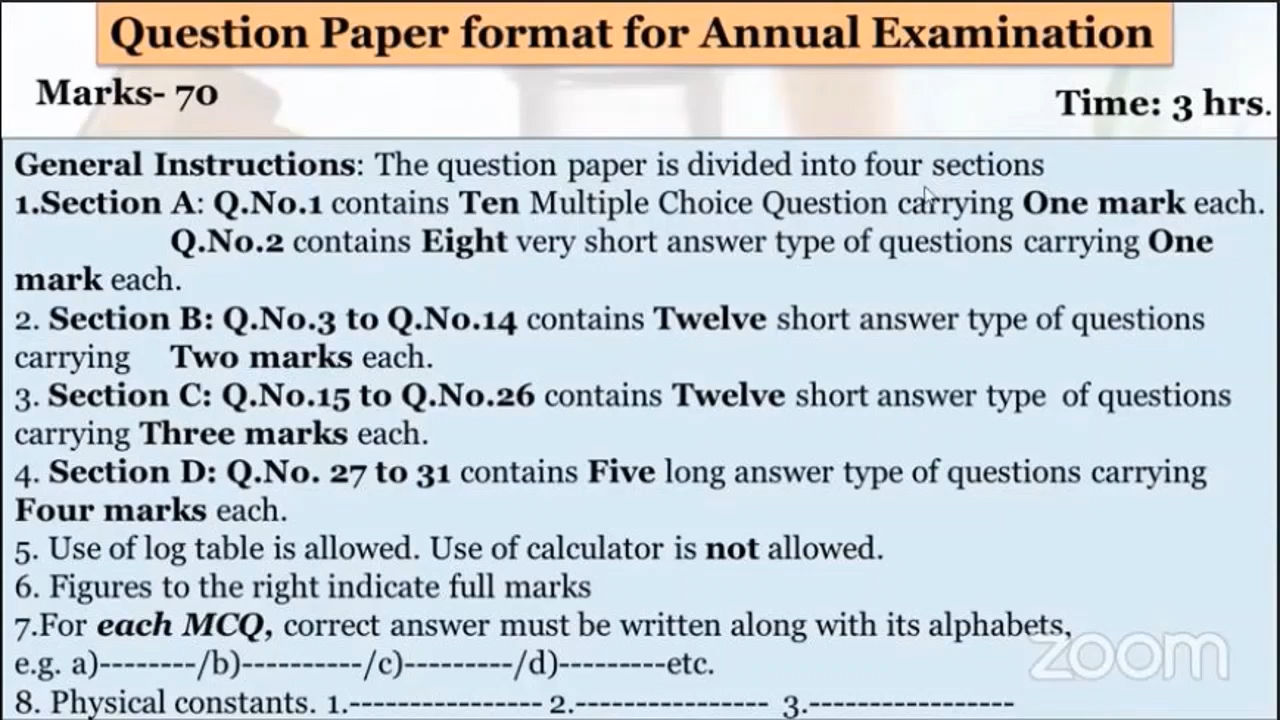 Question Paper format for Annual Examination
Marks- 70
Time: 3 hrs.
General Instructions: The question paper is divided into four sections
1.Section A: Q.No.1 contains Ten Multiple Choice Question carrying One mark each.
Q.No.2 contains Eight very short answer type of questions carrying One
mark each.
2. Section B: Q.No.3 to Q.No.14 contains Twelve short answer type of questions
carrying Two marks each.
3. Section C: Q.No.15 to Q.No.26 contains Twelve short answer type of questions
carrying Three marks each.
4. Section D: Q.No. 27 to 31 contains Five long answer type of questions carrying
Four marks each.
5. Use of log table is allowed. Use of calculator is not allowed.
6. Figures to the right indicate full marks
7.For each MCQ, correct answer must be written along with its alphabets,
e.g. a)--------/b)----------/c)---------/d)---------etc.
8. Physical constants. 1.---------------- 2.---------------- 3.-----------------
zoom